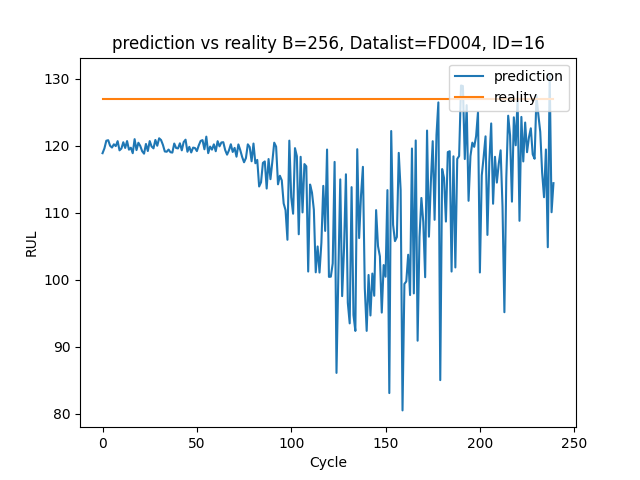 prediction vs reality B=256, Datalist=FD004, ID=16
prediction
reality
130
120
110
100
90
80
RUL
0
50
100
150
200
250
Cycle